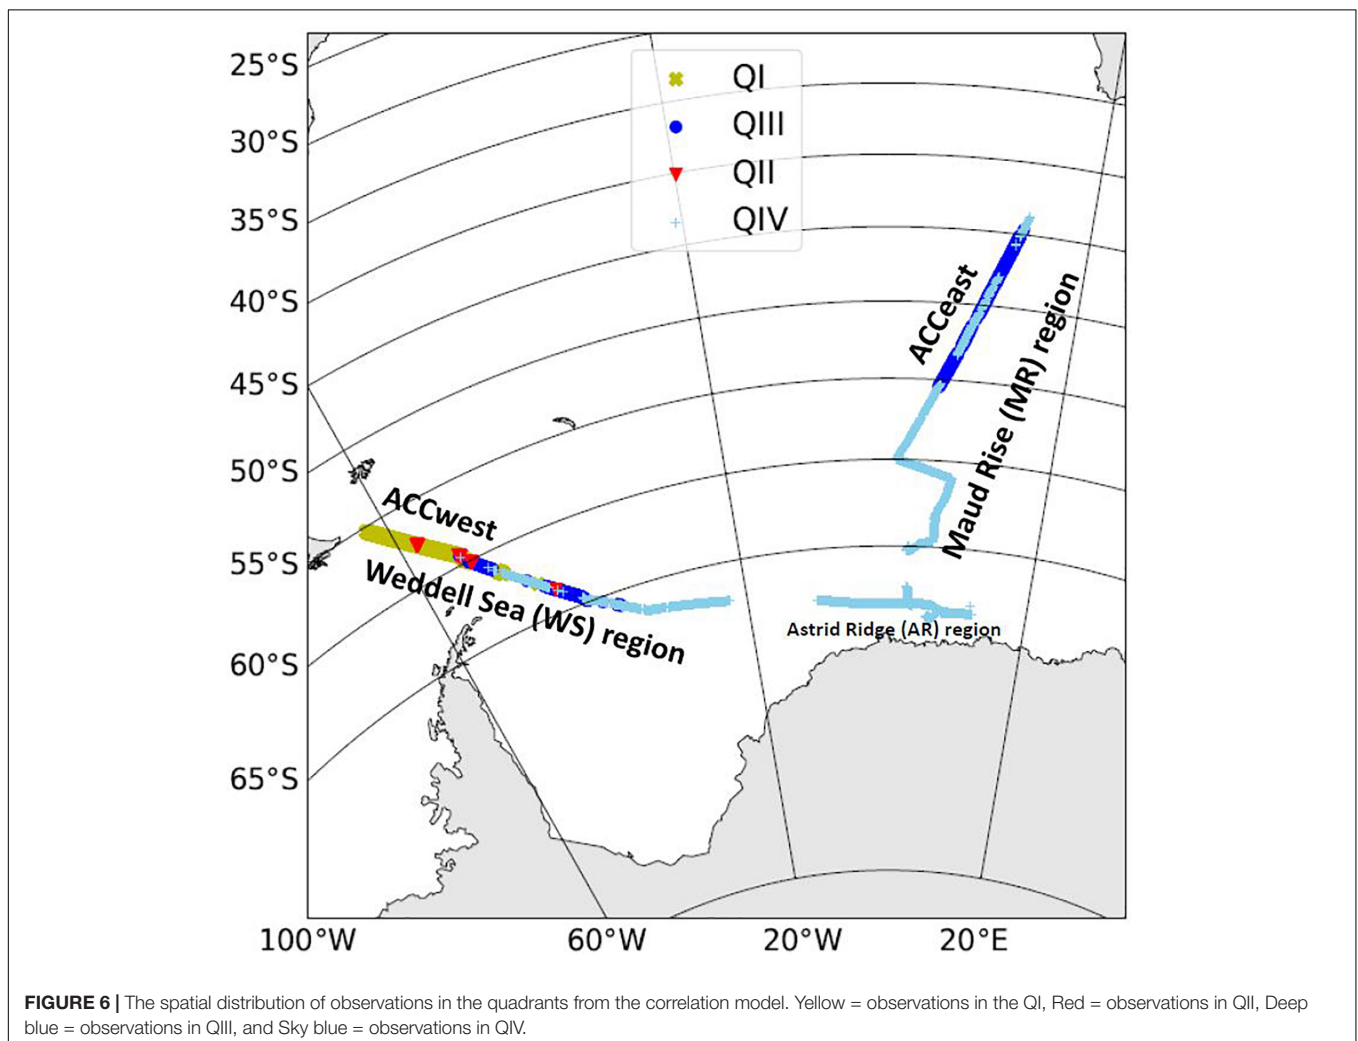 25°S
30°S
35°S
40°S
45°S
50°S
55°S
60°S
65°S
QI
QIII
QII
QIV
ACCeast
Maud Rise (MR) region
ACCwest
Weddell Sea (WS) region
Astrid Ridge (AR) region
100°W 60°W 20°W 20°E
FIGURE 6 | The spatial distribution of observations in the quadrants from the correlation model. Yellow = observations in the QI, Red = observations in QII, Deep
blue = observations in QIII, and Sky blue = observations in QIV.